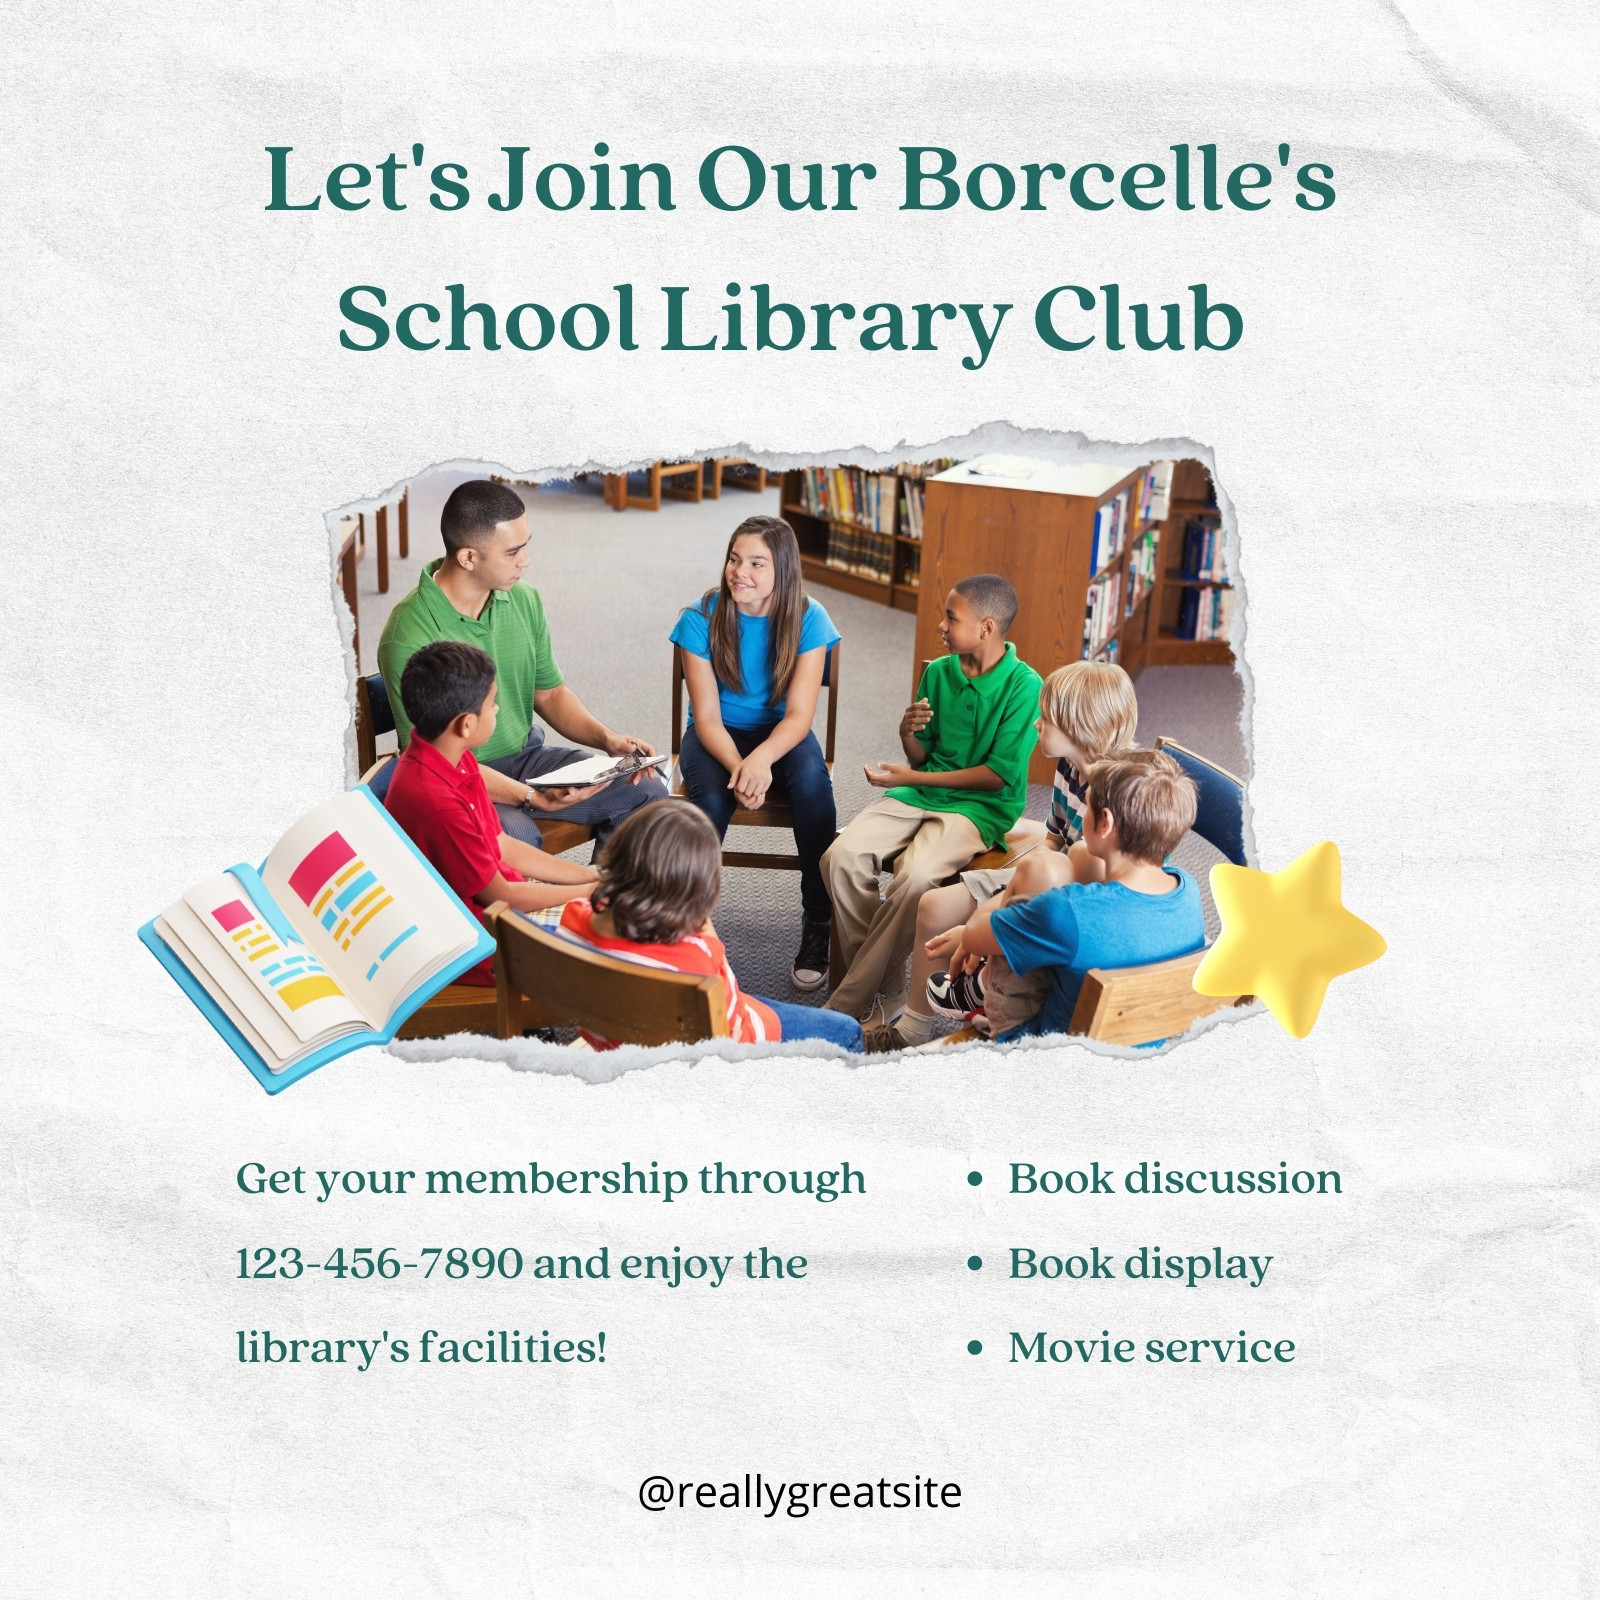 Let's Join Our Borcelle's
School Library Club
Get your membership through
123-456-7890 and enjoy the
library's facilities!
• Book discussion
• Book display
• Movie service
@reallygreatsite